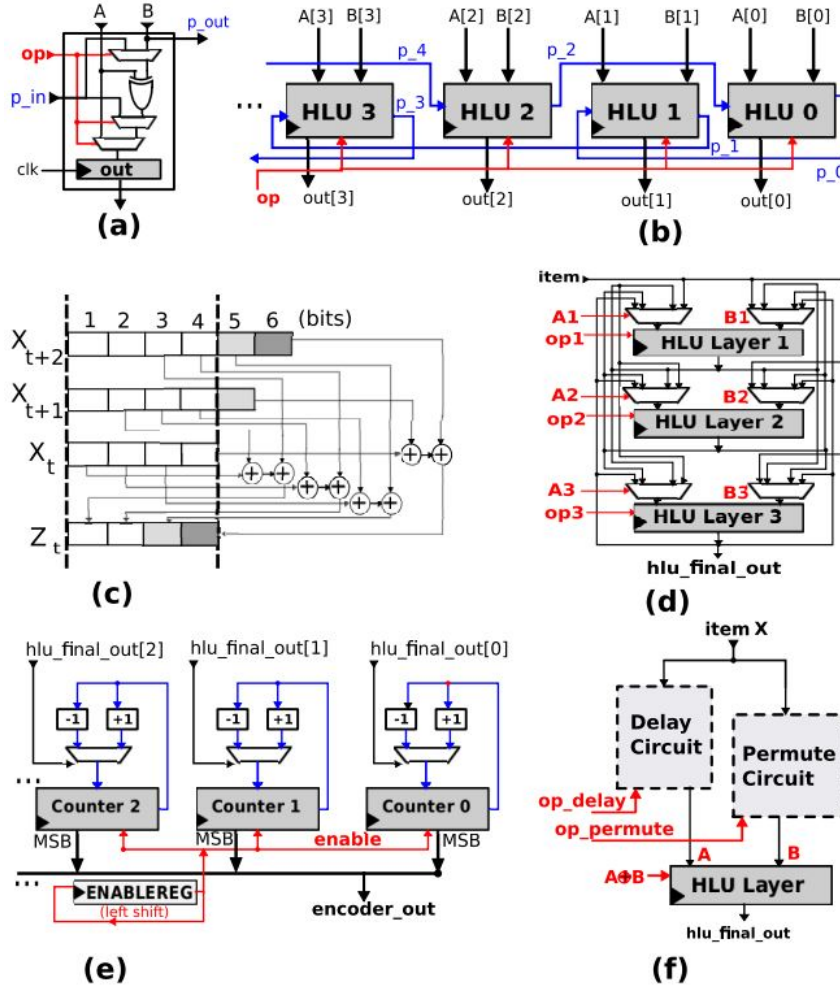 A B
p_out
op
p_in
clk
out
(a)
A[3] B[3] A[2] B[2] A[1] B[1] A[0] B[0]
p_4 p_2
... HLU 3 HLU 2 HLU 1 HLU 0
p_3
p_1
p_0
op
out[3] out[2] out[1] out[0]
(b)
1 2 3 4 5 6 (bits)
X t+2
X t+1
X t
Z t
(c)
item
A1 B1
op1 HLU Layer 1
A2 B2
op2 HLU Layer 2
A3 B3
op3 HLU Layer 3
hlu_final_out
(d)
hlu_final_out[2] hlu_final_out[1] hlu_final_out[0]
-1 +1 -1 +1 -1 +1
...
Counter 2 Counter 1 Counter 0
MSB MSB enable MSB
... ENABLEREG
(left shift)
encoder_out
(e)
item X
Delay Circuit
Permute Circuit
op_delay
op_permute
A B
A⊕B HLU Layer
hlu_final_out
(f)